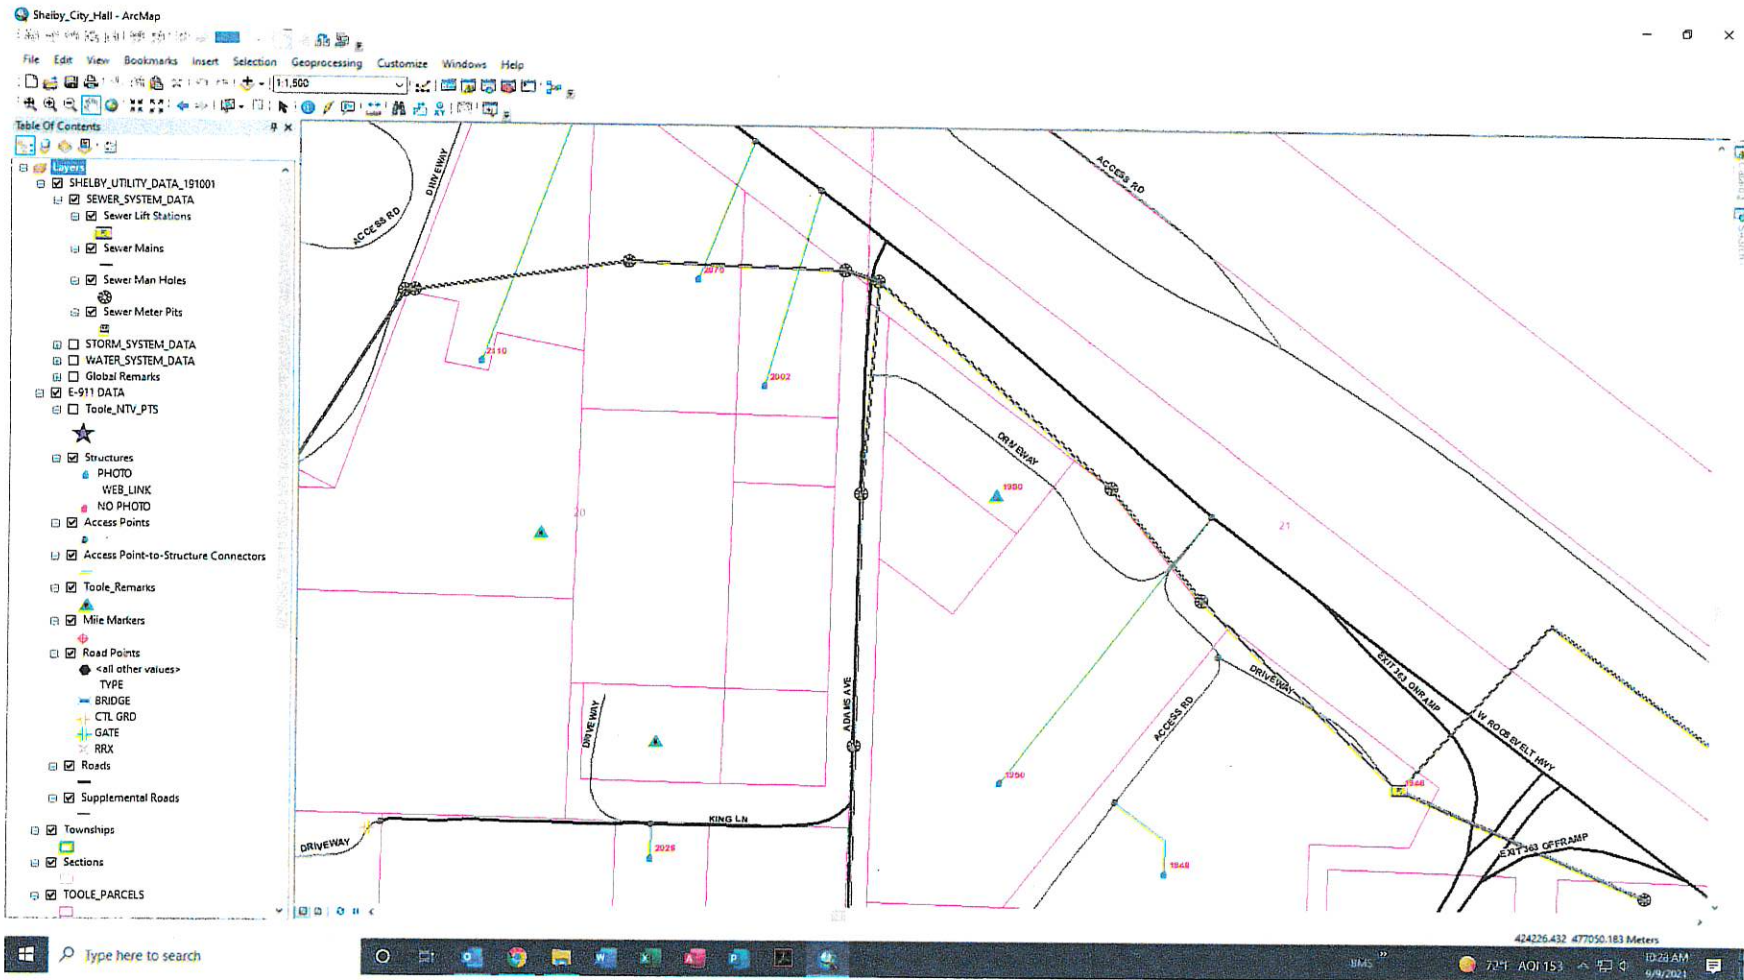 Shelby_City_Hall - ArcMap
File Edit View Bookmarks Insert Selection Geoprocessing Customize Windows Help
1:1,500
Table Of Contents
Layers
SHELBY_UTILITY_DATA_191001
SEWER_SYSTEM_DATA
Sewer Lift Stations
Sewer Mains
Sewer Man Holes
Sewer Meter Pits
STORM_SYSTEM_DATA
WATER_SYSTEM_DATA
Global Remarks
E-911 DATA
Toole_NTV_PTS
Structures
PHOTO
WEB_LINK
NO PHOTO
Access Points
Access Point-to-Structure Connectors
Toole_Remarks
Mile Markers
Road Points
<all other values>
TYPE
BRIDGE
CTL GRD
GATE
RRX
Roads
Supplemental Roads
Townships
Sections
TOOLE_PARCELS
DRIVEWAY
ACCESS RD
ACCESS RD
2110
2002
DRIVEWAY
1980
20
21
DRIVEWAY
ADAMS AVE
ACCESS RD
DRIVEWAY
EXIT 363 ONRAMP
W ROOSEVELT HWY
1950
1946
EXIT 363 OFFRAMP
KING LN
DRIVEWAY
2025
1948
424226.432 477050.183 Meters
Type here to search
BMS
72°F AQI 153
10:23 AM
9/9/2021